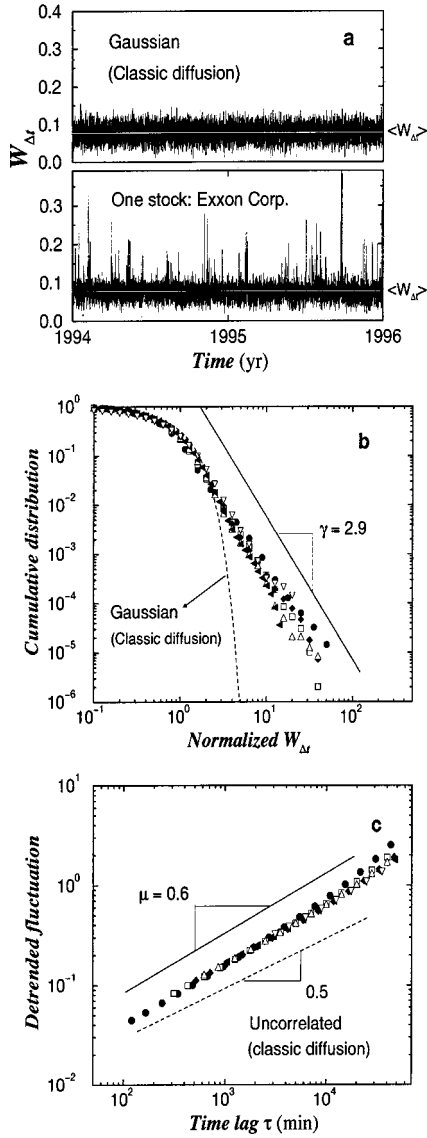 0.4
Gaussian
a
(Classic diffusion)
0.3
0.2
W_Δt
0.1
<W_Δt>
0.0
One stock: Exxon Corp.
0.3
0.2
0.1
<W_Δt>
0.0
1994 1995 1996
Time (yr)
10^0
b
10^-1
10^-2
γ = 2.9
10^-3
Cumulative distribution
10^-4
Gaussian
(Classic diffusion)
10^-5
10^-6
10^-1 10^0 10^1 10^2
Normalized W_Δt
10^1
c
10^0
μ = 0.6
Detrended fluctuation
10^-1
0.5
Uncorrelated
(classic diffusion)
10^-2
10^2 10^3 10^4
Time lag τ (min)